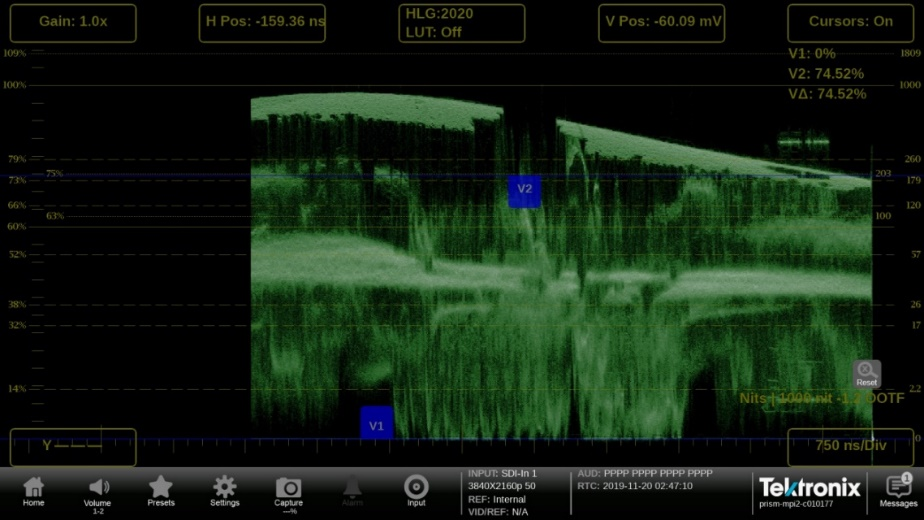 Gain: 1.0x
H Pos: -159.36 ns
HLG:2020
LUT: Off
V Pos: -60.09 mV
Cursors: On
V1: 0%
V2: 74.52%
VΔ: 74.52%
109%
1809
100%
1000
79%
260
75%
203
73%
179
V2
66%
120
63%
100
60%
52%
57
38%
26
32%
17
Reset
14%
2.2
Nits | 1000 nit -1.2 OOTF
V1
0
Y
750 ns/Div
Home
Volume
1-2
Presets
Settings
Capture
---%
Alarm
Input
INPUT: SDI-In 1
3840X2160p 50
REF: Internal
VID/REF: N/A
AUD: PPPP PPPP PPPP PPPP
RTC: 2019-11-20 02:47:10
Tektronix
prism-mpi2-c010177
1
Messages